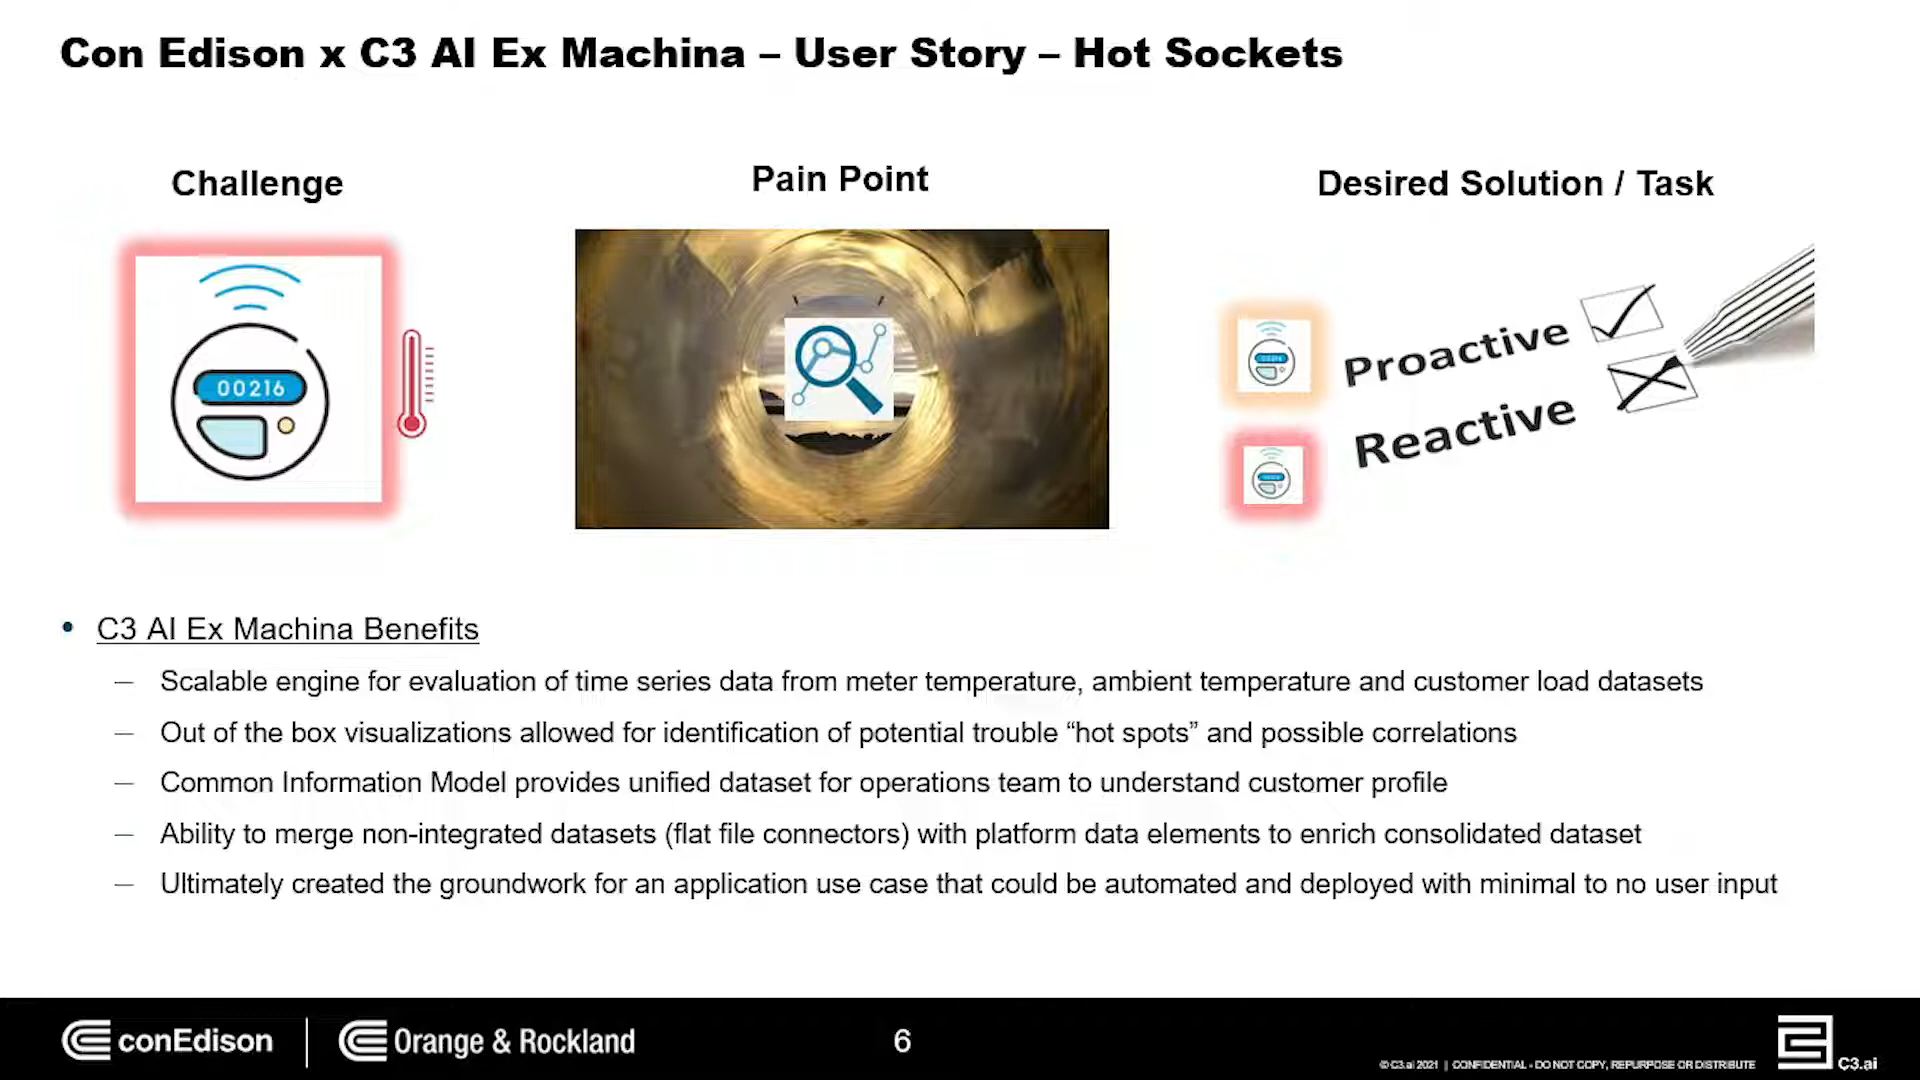 Con Edison x C3 AI Ex Machina – User Story – Hot Sockets
Challenge
Pain Point
Desired Solution / Task
00216
Proactive
Reactive
• C3 AI Ex Machina Benefits
– Scalable engine for evaluation of time series data from meter temperature, ambient temperature and customer load datasets
– Out of the box visualizations allowed for identification of potential trouble “hot spots” and possible correlations
– Common Information Model provides unified dataset for operations team to understand customer profile
– Ability to merge non-integrated datasets (flat file connectors) with platform data elements to enrich consolidated dataset
– Ultimately created the groundwork for an application use case that could be automated and deployed with minimal to no user input
conEdison
Orange & Rockland
6
© C3.ai 2021 | CONFIDENTIAL - DO NOT COPY, REPURPOSE OR DISTRIBUTE
C3.ai